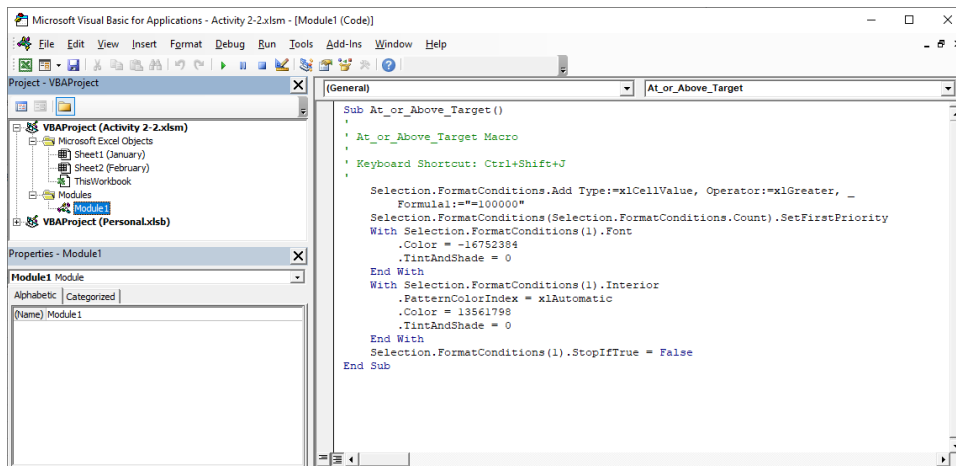 Microsoft Visual Basic for Applications - Activity 2-2.xlsm - [Module1 (Code)]
File Edit View Insert Format Debug Run Tools Add-Ins Window Help
Project - VBAProject
VBAProject (Activity 2-2.xlsm)
Microsoft Excel Objects
Sheet1 (January)
Sheet2 (February)
ThisWorkbook
Modules
Module1
VBAProject (Personal.xlsb)
Properties - Module1
Module1 Module
Alphabetic Categorized
(Name) Module1
(General) At_or_Above_Target
Sub At_or_Above_Target()
'
' At_or_Above_Target Macro
'
' Keyboard Shortcut: Ctrl+Shift+J
'
Selection.FormatConditions.Add Type:=xlCellValue, Operator:=xlGreater, _
Formula1:="=100000"
Selection.FormatConditions(Selection.FormatConditions.Count).SetFirstPriority
With Selection.FormatConditions(1).Font
.Color = -16752384
.TintAndShade = 0
End With
With Selection.FormatConditions(1).Interior
.PatternColorIndex = xlAutomatic
.Color = 13561798
.TintAndShade = 0
End With
Selection.FormatConditions(1).StopIfTrue = False
End Sub